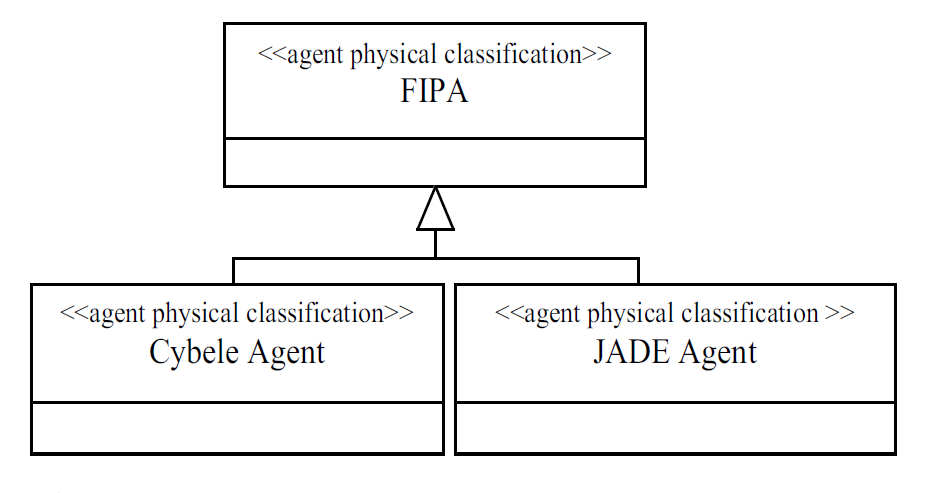 <<agent physical classification>>
FIPA
<<agent physical classification>>
Cybele Agent
<<agent physical classification >>
JADE Agent